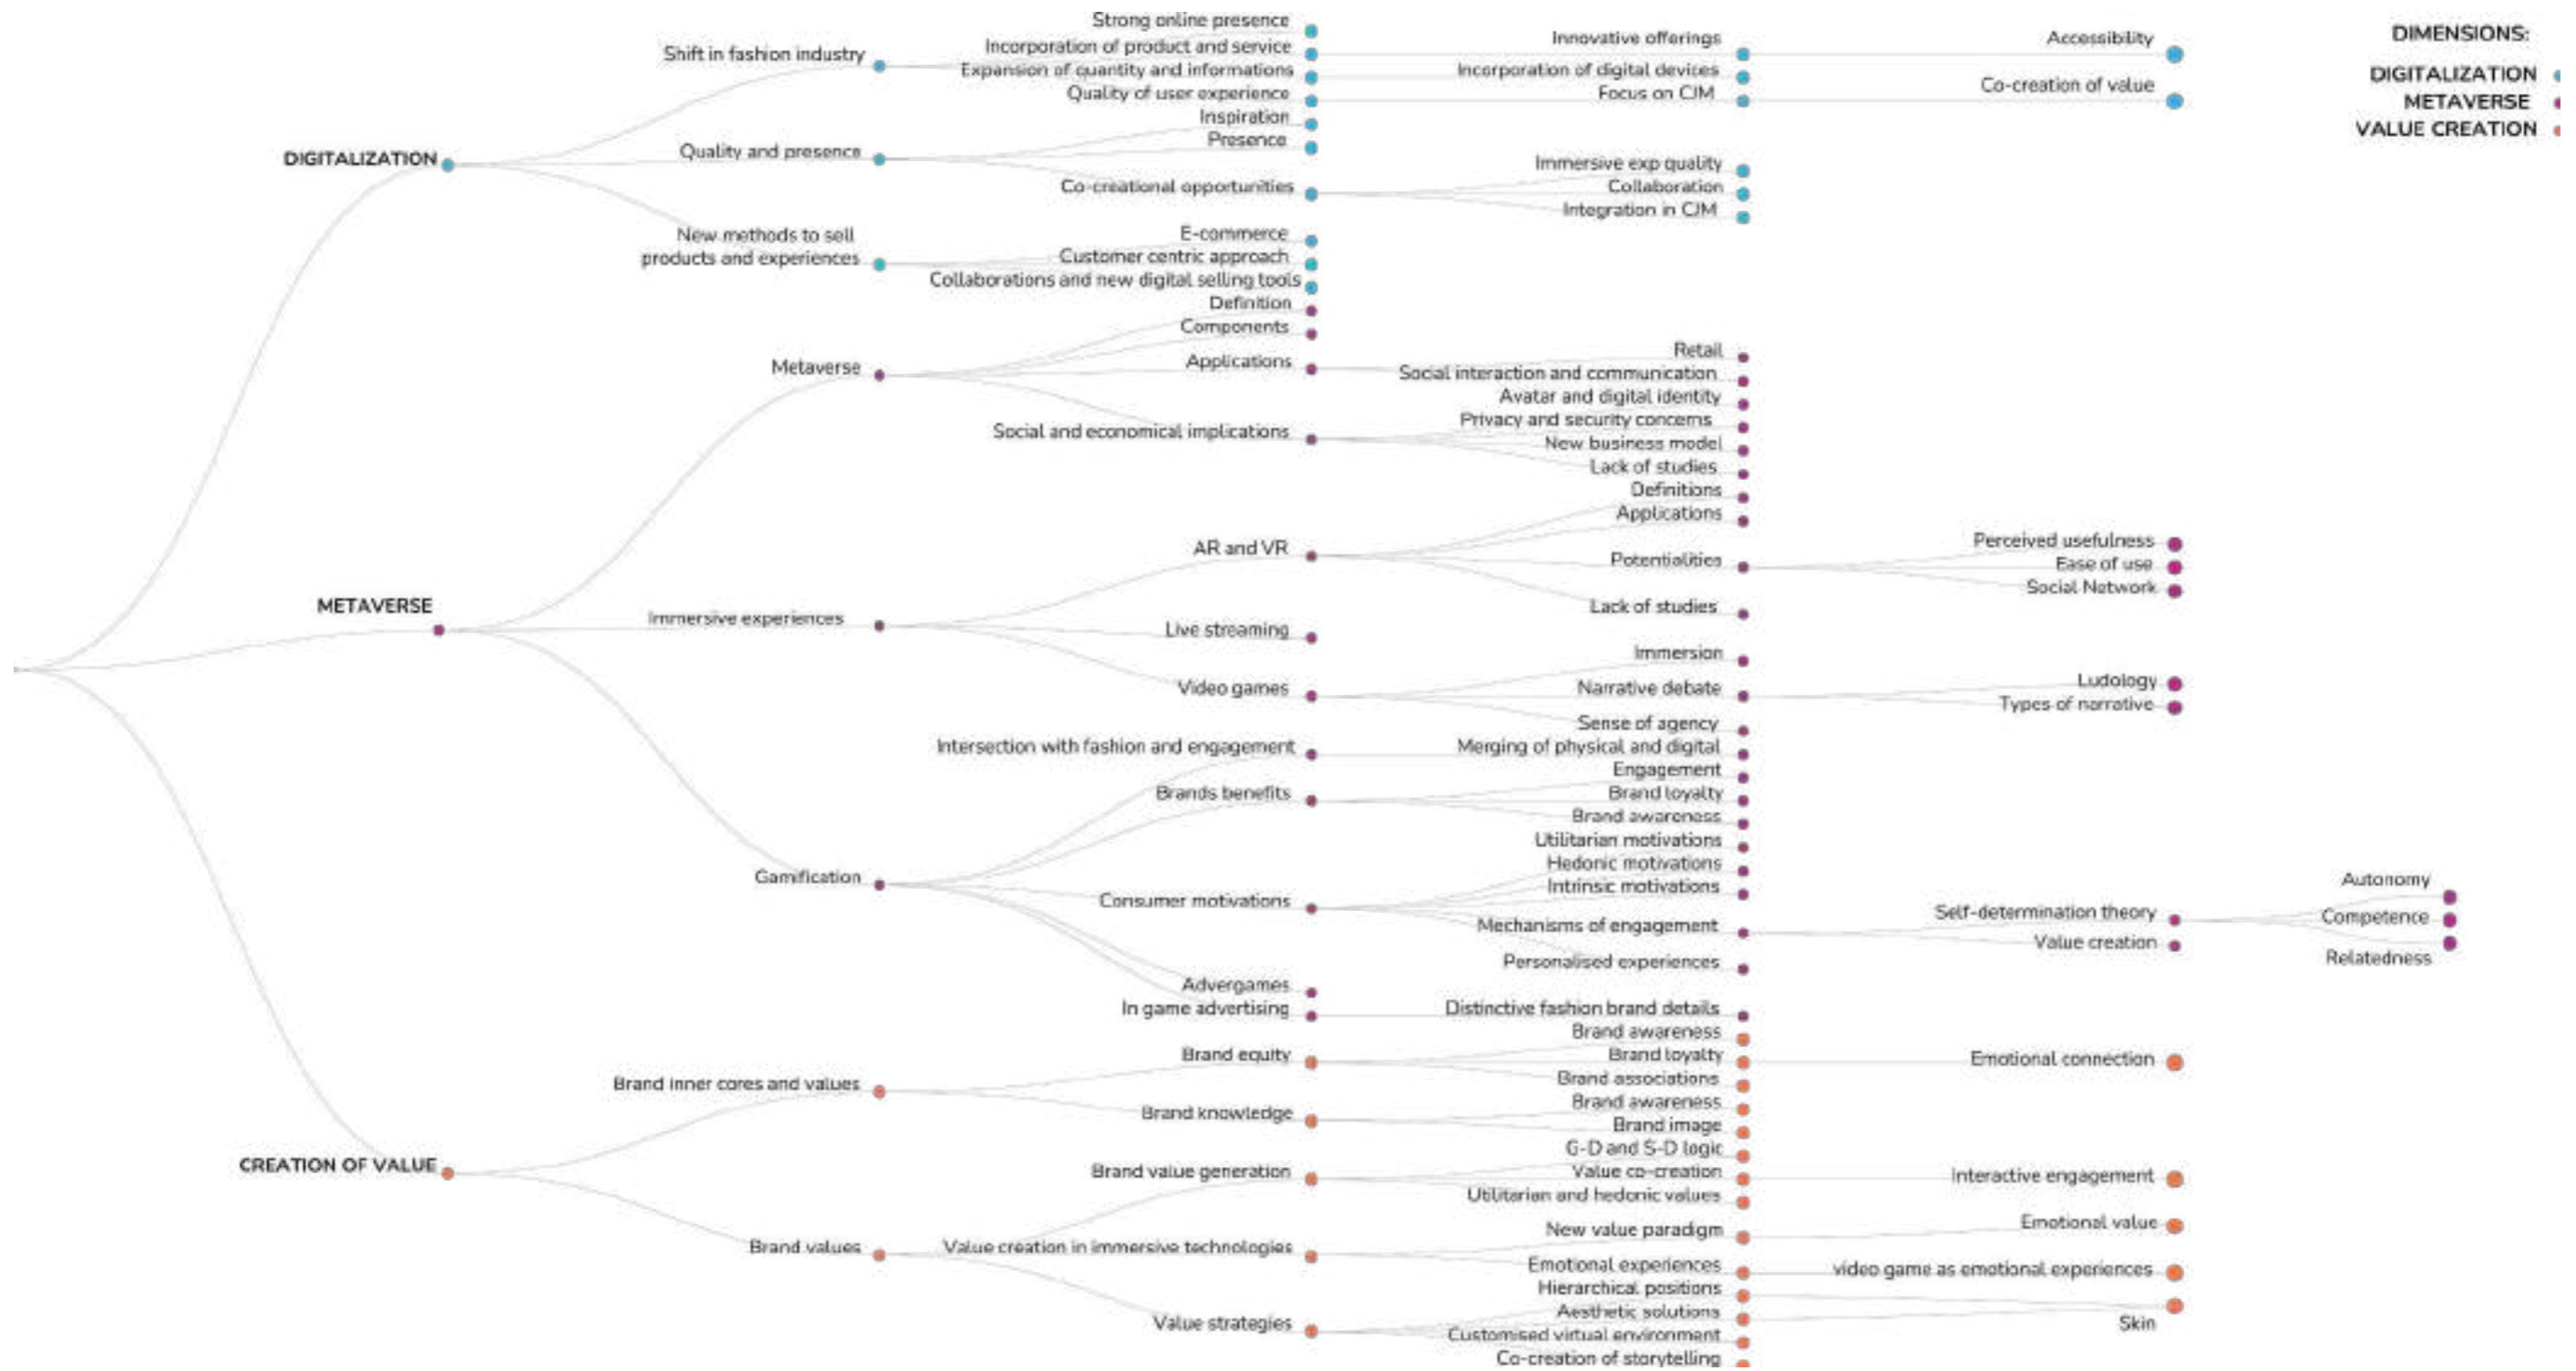 Strong online presence
DIMENSIONS:
Innovative offerings
Accessibility
Incorporation of product and service
Shift in fashion industry
Expansion of quantity and informations
Incorporation of digital devices
DIGITALIZATION
Quality of user experience
Focus on CJM
Co-creation of value
METAVERSE
Inspiration
VALUE CREATION
Presence
DIGITALIZATION
Quality and presence
Immersive exp quality
Co-creational opportunities
Collaboration
Integration in CJM
New methods to sell
products and experiences
E-commerce
Customer centric approach
Collaborations and new digital selling tools
Definition
Components
Metaverse
Applications
Retail
Social interaction and communication
Avatar and digital identity
Privacy and security concerns
Social and economical implications
New business model
Lack of studies
Definitions
Applications
AR and VR
Potentialities
Perceived usefulness
Ease of use
Social Network
METAVERSE
Immersive experiences
Lack of studies
Live streaming
Immersion
Video games
Narrative debate
Ludology
Types of narrative
Sense of agency
Intersection with fashion and engagement
Merging of physical and digital
Engagement
Brands benefits
Brand loyalty
Brand awareness
Utilitarian motivations
Hedonic motivations
Gamification
Intrinsic motivations
Consumer motivations
Mechanisms of engagement
Self-determination theory
Autonomy
Competence
Value creation
Relatedness
Personalised experiences
Advergames
In game advertising
Distinctive fashion brand details
Brand awareness
Brand equity
Brand loyalty
Emotional connection
Brand inner cores and values
Brand associations
Brand awareness
Brand knowledge
Brand image
G-D and S-D logic
CREATION OF VALUE
Brand value generation
Value co-creation
Interactive engagement
Utilitarian and hedonic values
New value paradigm
Emotional value
Brand values
Value creation in immersive technologies
Emotional experiences
video game as emotional experiences
Hierarchical positions
Aesthetic solutions
Value strategies
Skin
Customised virtual environment
Co-creation of storytelling